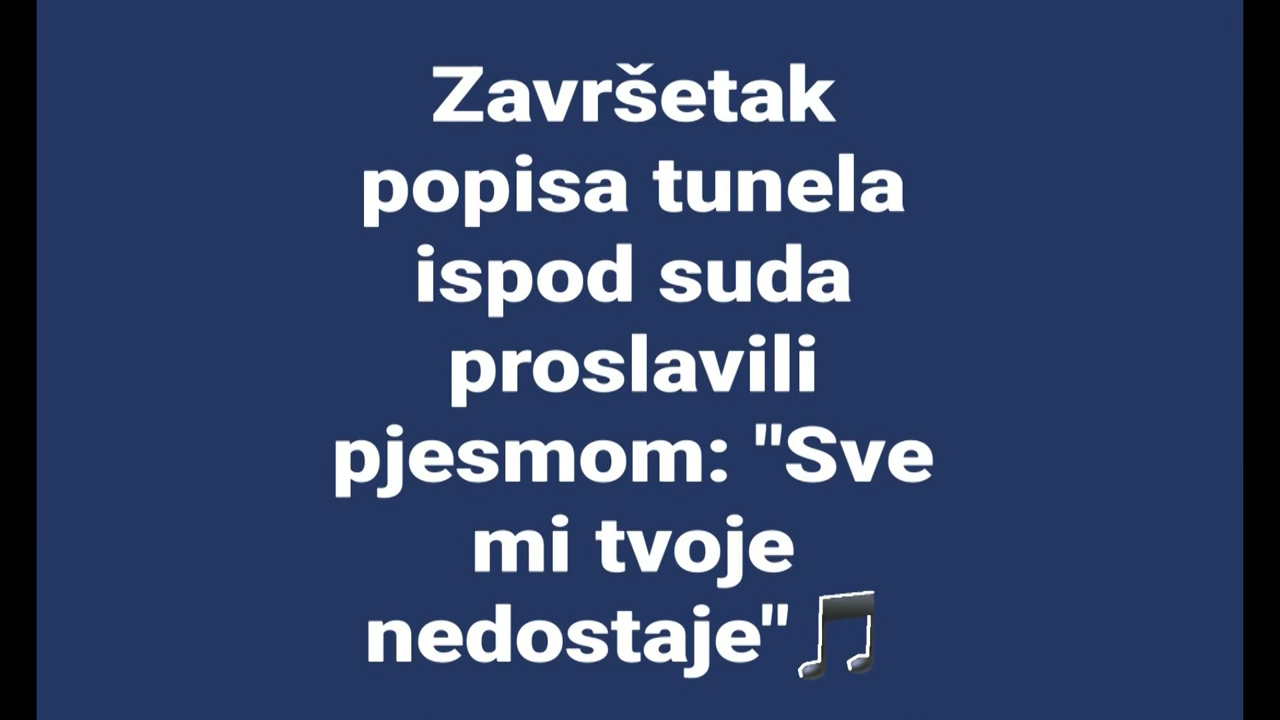 Završetak
popisa tunela
ispod suda
proslavili
pjesmom: "Sve
mi tvoje
nedostaje"🎵